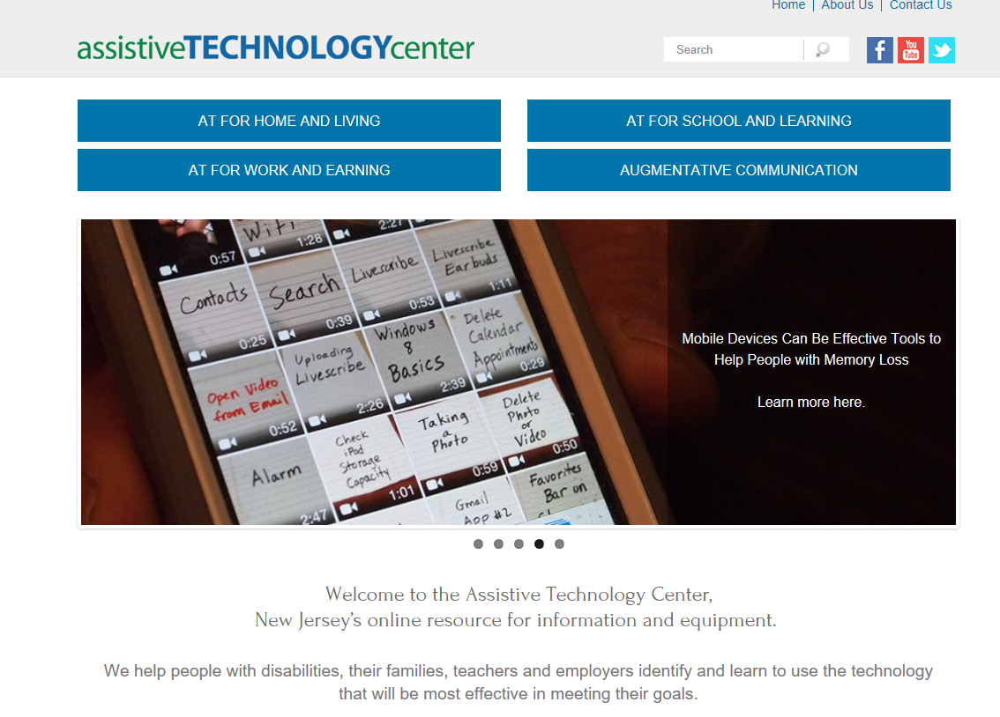 Home | About Us | Contact Us
assistiveTECHNOLOGYcenter
Search
You
Tube
AT FOR HOME AND LIVING
AT FOR SCHOOL AND LEARNING
AT FOR WORK AND EARNING
AUGMENTATIVE COMMUNICATION
0:57
WiFi
1:28
2:27
Contacts
0:25
Search
0:39
Livescribe
0:53
Livescribe
Earbuds
1:11
Open Video
from Email
0:52
Uploading
Livescribe
2:26
Windows
8
Basics
2:39
Delete
Calendar
Appointments
0:29
Alarm
2:47
Check
iPod
Storage
Capacity
1:01
Taking
a
Photo
0:59
Delete
Photo
or
Video
0:50
Gmail
App #2
Favorites
Bar on
Mobile Devices Can Be Effective Tools to
Help People with Memory Loss
Learn more here.
Welcome to the Assistive Technology Center,
New Jersey’s online resource for information and equipment.
We help people with disabilities, their families, teachers and employers identify and learn to use the technology
that will be most effective in meeting their goals.